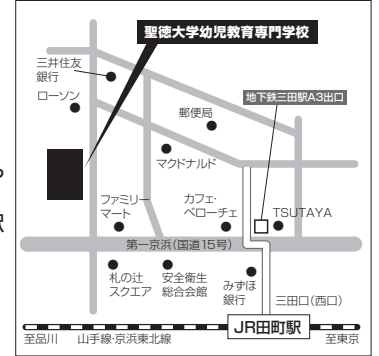 聖徳大学幼児教育専門学校
三井住友
銀行
ローソン
地下鉄三田駅A3出口
郵便局
マクドナルド
ファミリー
マート
カフェ・
ベローチェ
TSUTAYA
第一京浜(国道15号)
札の辻
スクエア
安全衛生
総合会館
みずほ
銀行
三田口(西口)
JR田町駅
至品川
山手線・京浜東北線
至東京